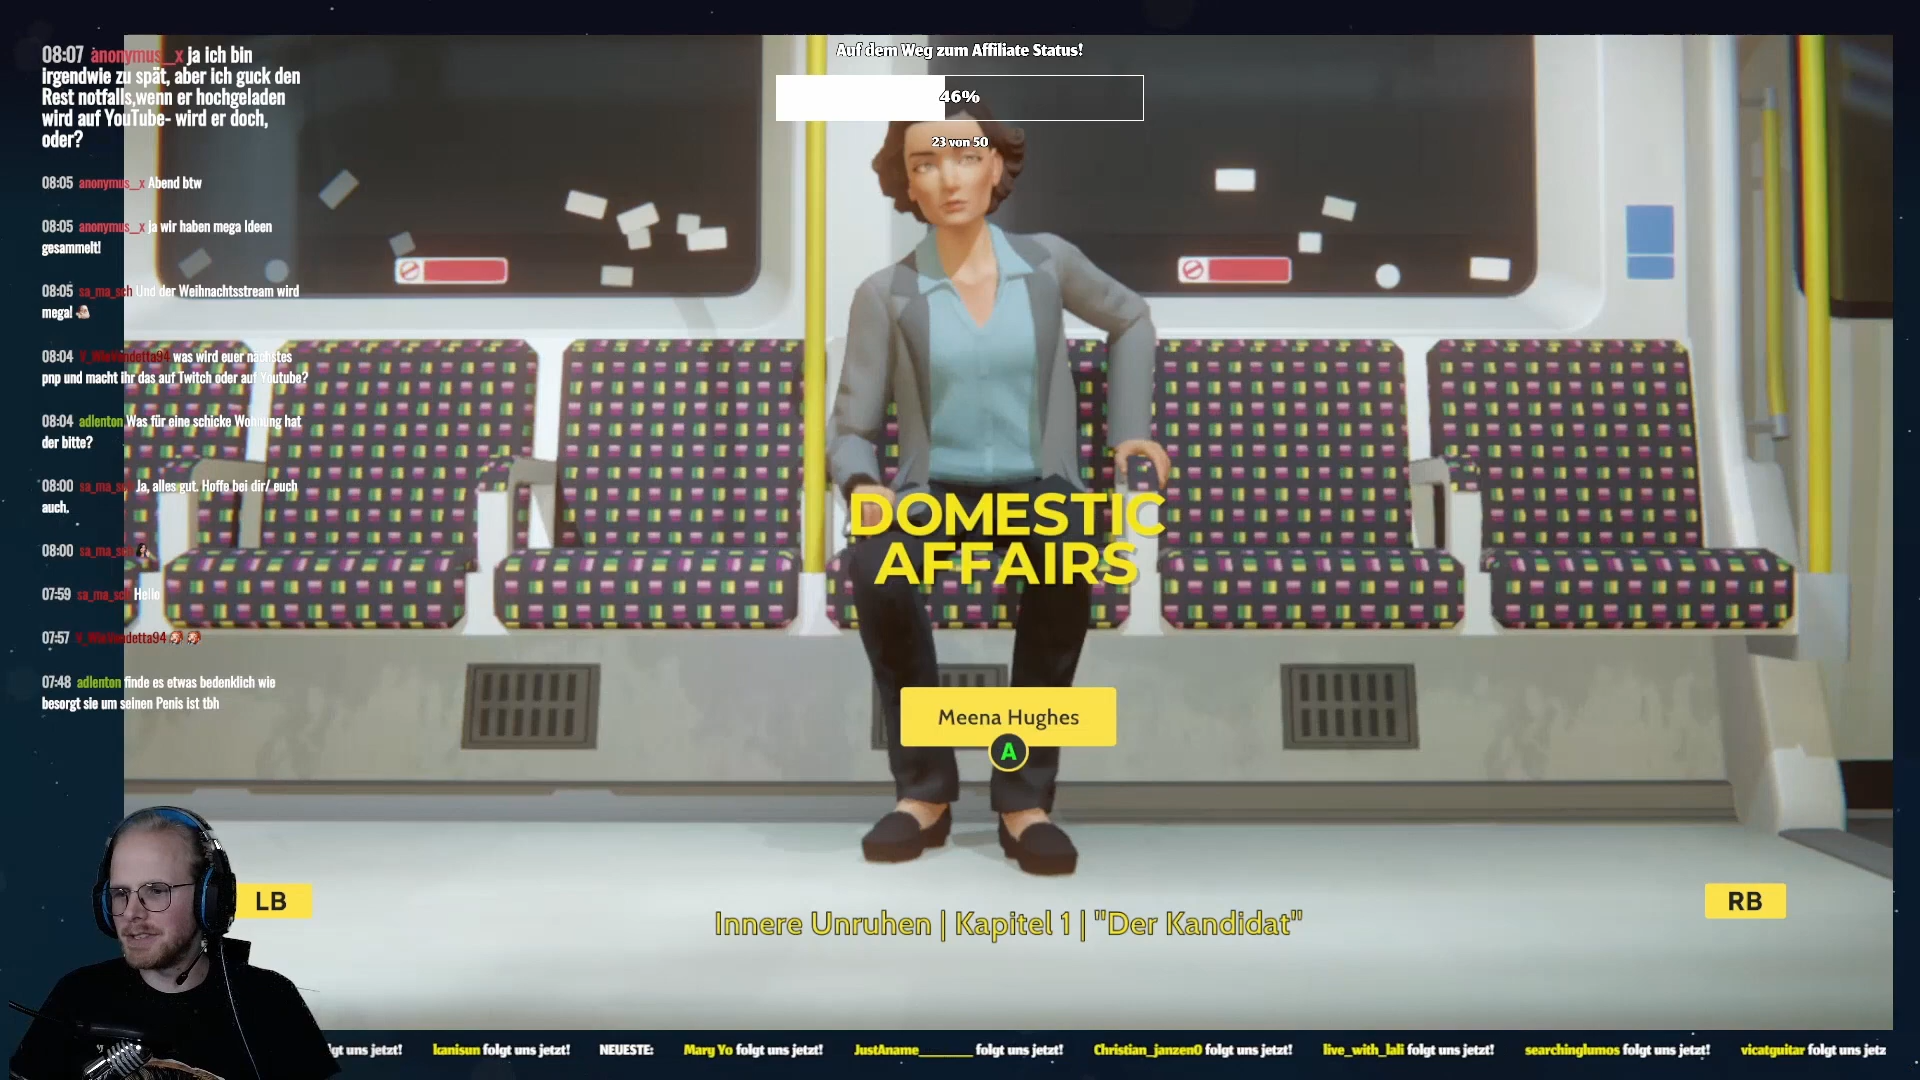 08:07 anonymus__x ja ich bin
irgendwie zu spät, aber ich guck den
Rest notfalls,wenn er hochgeladen
wird auf YouTube- wird er doch,
oder?
08:05 anonymus__x Abend btw
08:05 anonymus__x ja wir haben mega Ideen
gesammelt!
08:05 sa_ma_sch Und der Weihnachtsstream wird
mega!
08:04 V_WieVendetta94 was wird euer nächstes
pnp und macht ihr das auf Twitch oder auf Youtube?
08:04 adlenton Was für eine schicke Wohnung hat
der bitte?
08:00 sa_ma_sch Ja, alles gut. Hoffe bei dir/ euch
auch.
08:00 sa_ma_sch
07:59 sa_ma_sch Hello
07:57 V_WieVendetta94
07:48 adlenton finde es etwas bedenklich wie
besorgt sie um seinen Penis ist tbh
Auf dem Weg zum Affiliate Status!
46%
23 von 50
DOMESTIC
AFFAIRS
Meena Hughes
A
LB
RB
Innere Unruhen | Kapitel 1 | "Der Kandidat"
lgt uns jetzt! kanisun folgt uns jetzt! NEUESTE: Mary Yo folgt uns jetzt! JustAname________ folgt uns jetzt! Christian_janzen0 folgt uns jetzt! live_with_lali folgt uns jetzt! searchinglumos folgt uns jetzt! vicatguitar folgt uns jetz